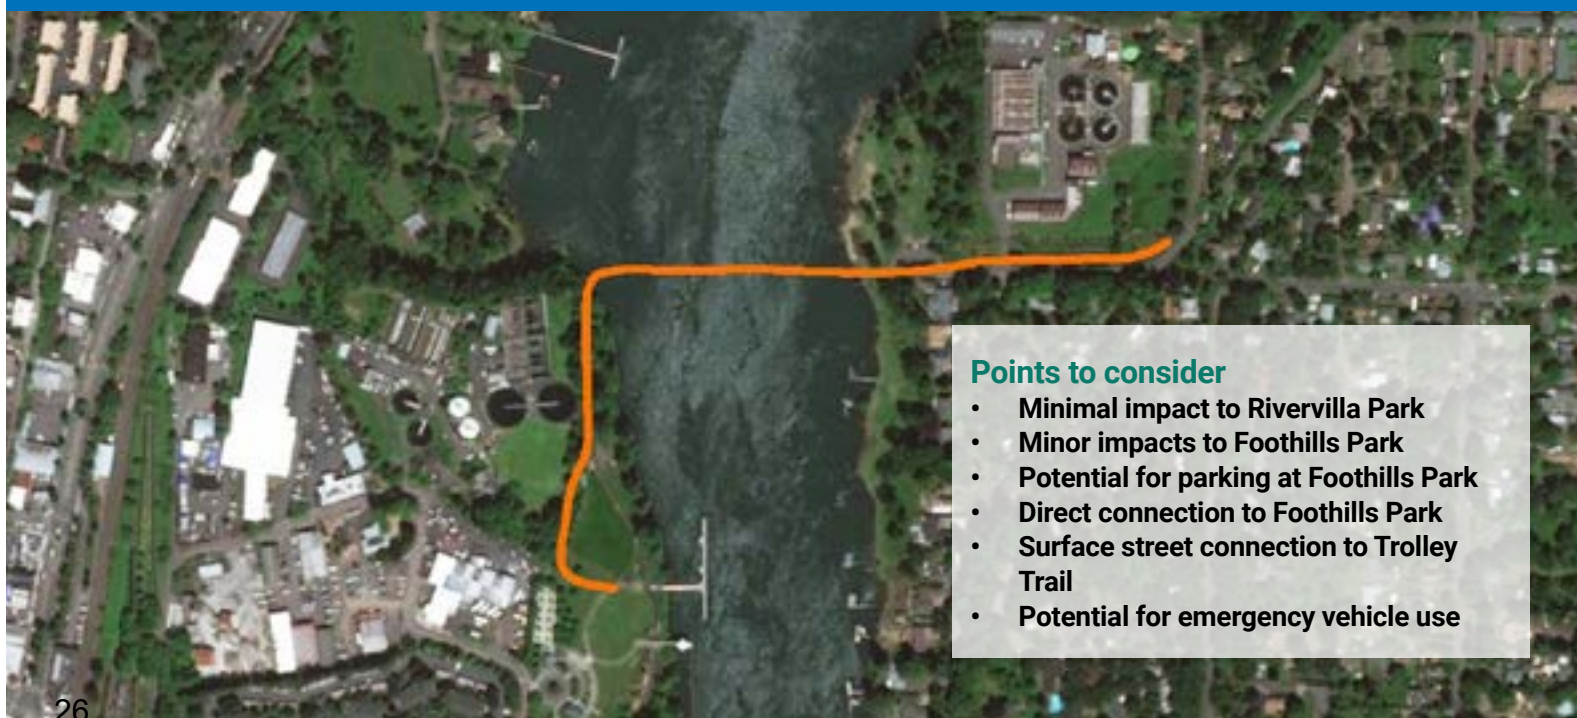 Points to consider
• Minimal impact to Rivervilla Park
• Minor impacts to Foothills Park
• Potential for parking at Foothills Park
• Direct connection to Foothills Park
• Surface street connection to Trolley
Trail
• Potential for emergency vehicle use
26